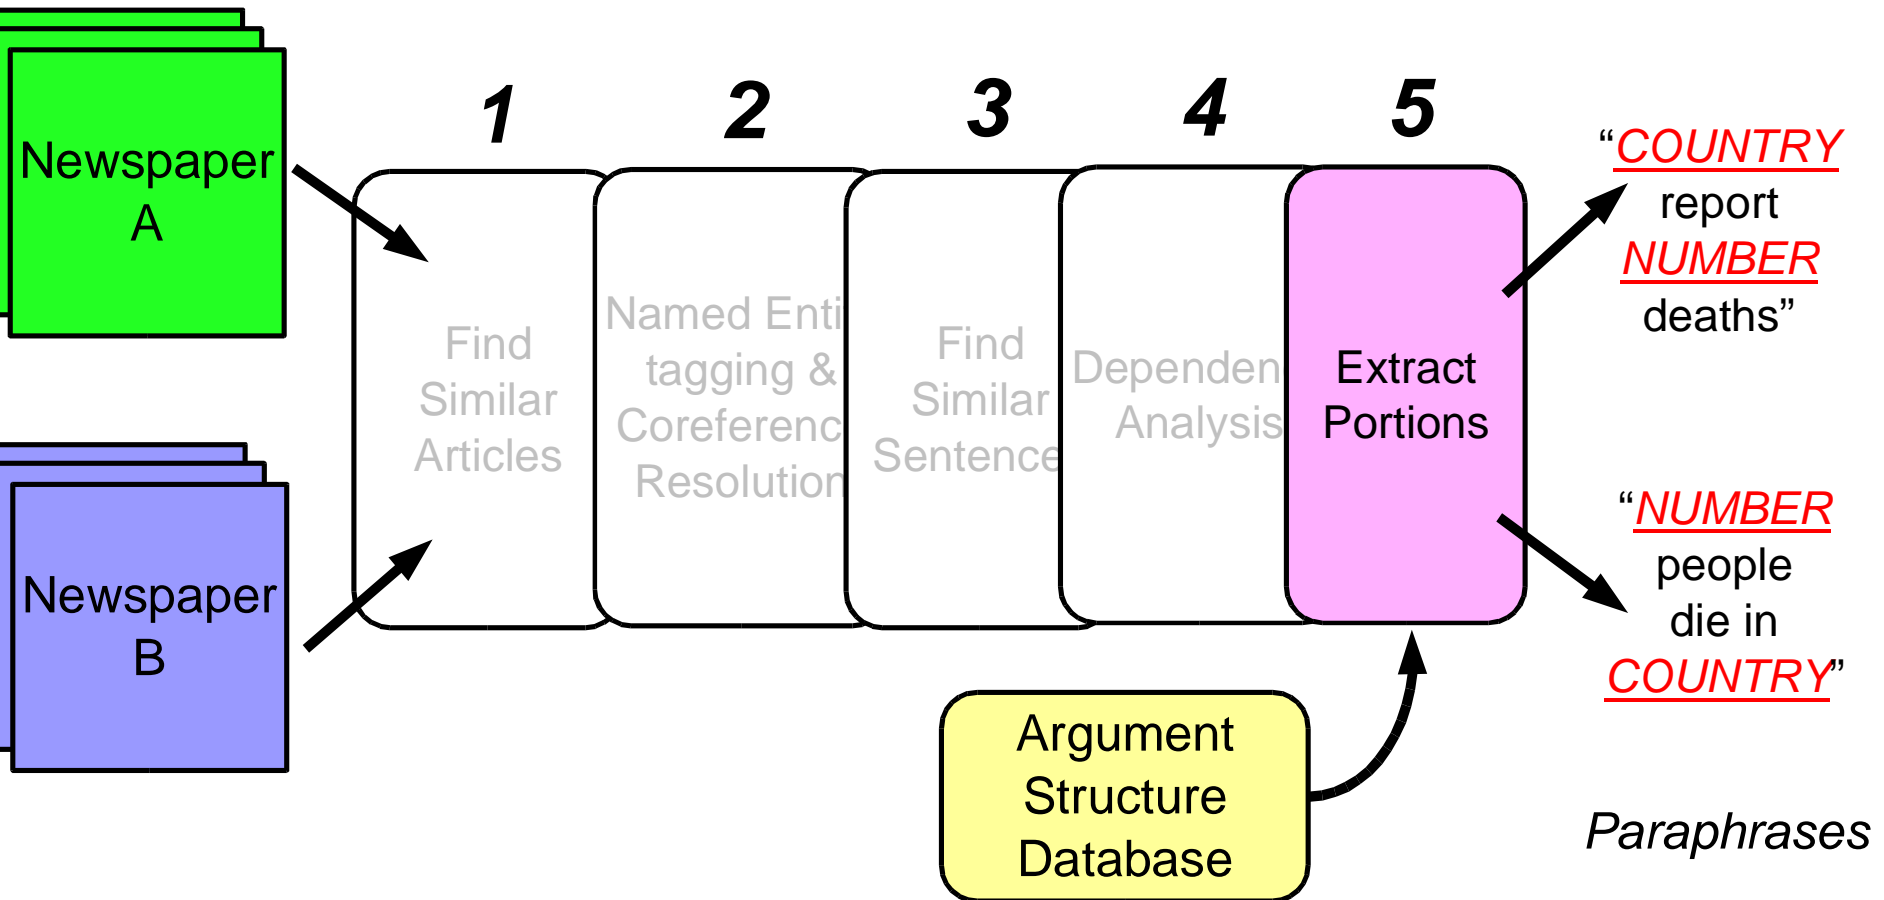 Newspaper
A
Newspaper
B
1
2
3
4
5
Find
Similar
Articles
Named Enti
tagging &
Coreferenc
Resolution
Find
Similar
Sentence
Dependen
Analysis
Extract
Portions
Argument
Structure
Database
“COUNTRY
report
NUMBER
deaths”
“NUMBER
people
die in
COUNTRY”
Paraphrases